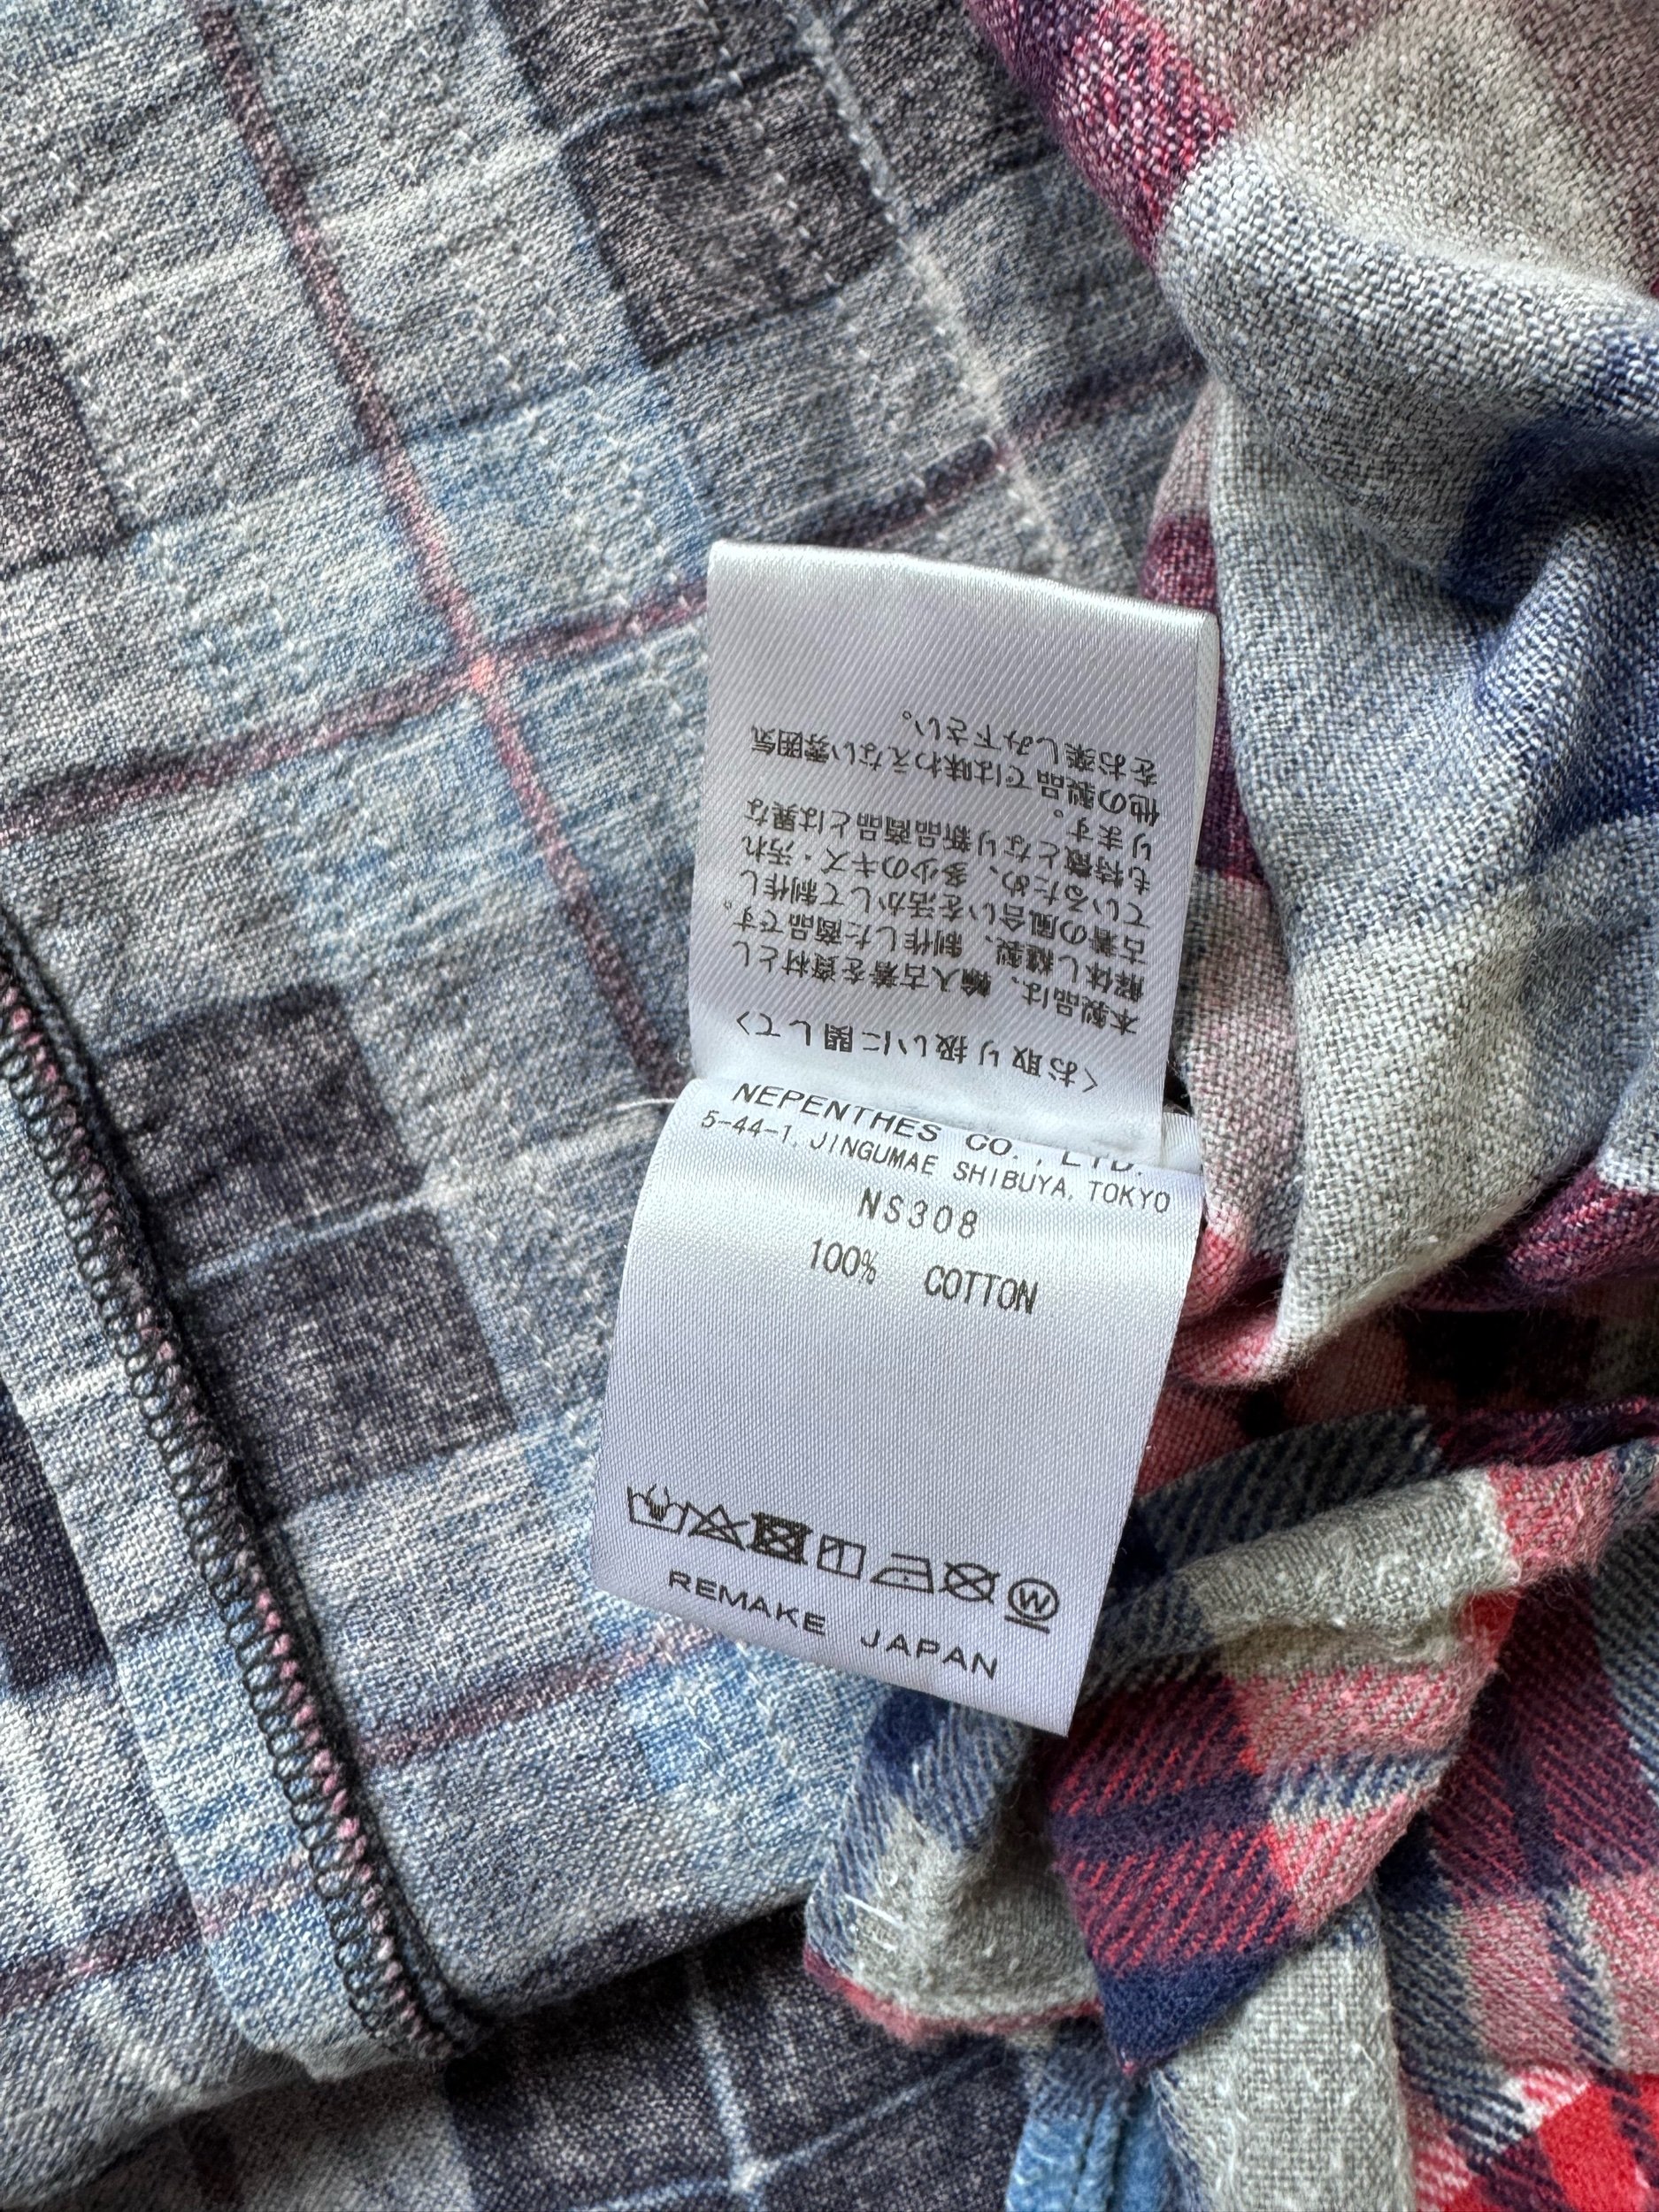 <お取り扱いに関して>
本製品は、輸入古着を資材とし
解体し縫製、制作した商品です。
古着の風合いを活かして制作し
ているため、多少のキズ・汚れ
も特徴となり新品商品とは異な
ります。
他の製品では味わえない雰囲気
をお楽しみ下さい。
NEPENTHES CO., LTD.
5-44-1, JINGUMAE SHIBUYA, TOKYO
NS308
100% COTTON
W
REMAKE JAPAN